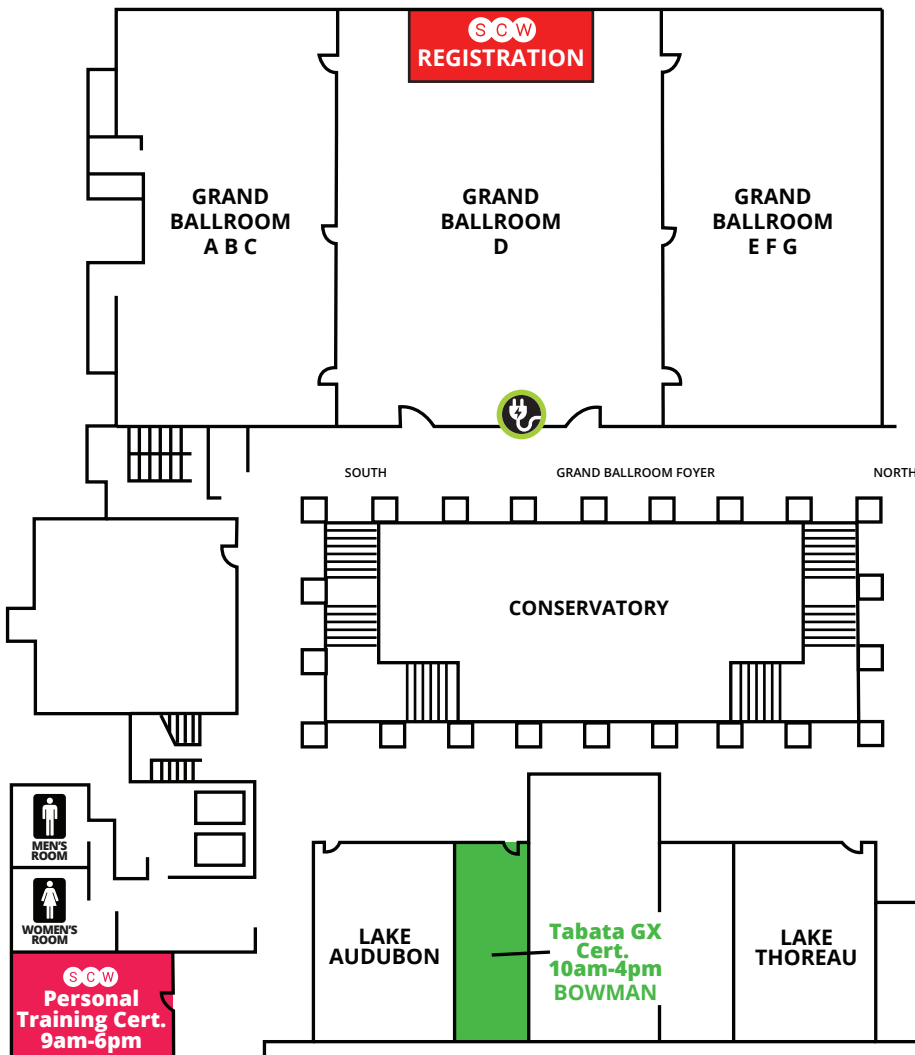 SCW
REGISTRATION
GRAND
BALLROOM
A B C
GRAND
BALLROOM
D
GRAND
BALLROOM
E F G
SOUTH
GRAND BALLROOM FOYER
NORTH
CONSERVATORY
MEN'S
ROOM
WOMEN'S
ROOM
SCW
Personal
Training Cert.
9am-6pm
LAKE
AUDUBON
Tabata GX
Cert.
10am-4pm
BOWMAN
LAKE
THOREAU